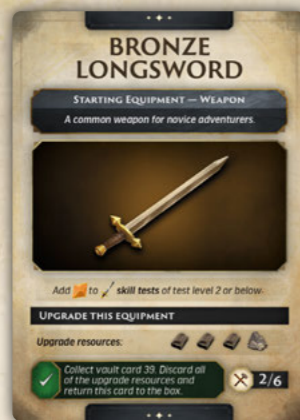 BRONZE
LONGSWORD
STARTING EQUIPMENT — WEAPON
A common weapon for novice adventurers.
Add to skill tests of test level 2 or below.
UPGRADE THIS EQUIPMENT
Upgrade resources:
Collect vault card 39. Discard all
of the upgrade resources and
return this card to the box.
2/6